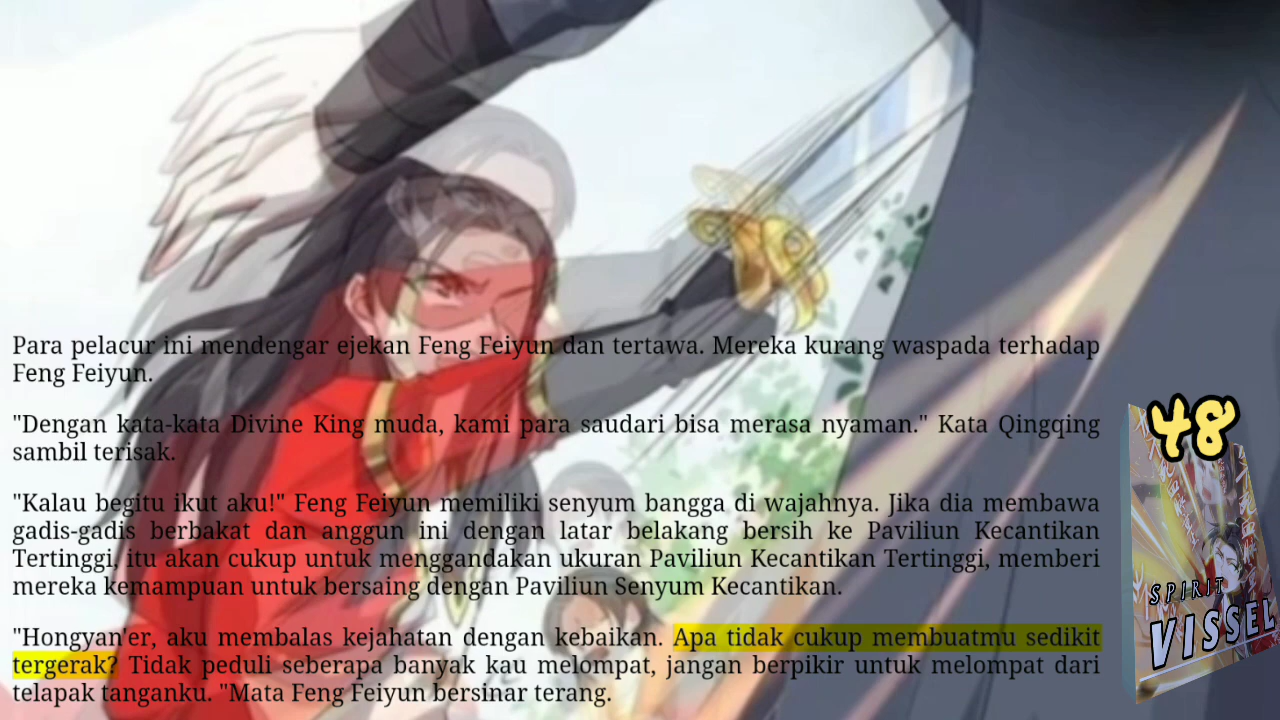 Para pelacur ini mendengar ejekan Feng Feiyun dan tertawa. Mereka kurang waspada terhadap
Feng Feiyun.
"Dengan kata-kata Divine King muda, kami para saudari bisa merasa nyaman." Kata Qingqing
sambil terisak.
"Kalau begitu ikut aku!" Feng Feiyun memiliki senyum bangga di wajahnya. Jika dia membawa
gadis-gadis berbakat dan anggun ini dengan latar belakang bersih ke Paviliun Kecantikan
Tertinggi, itu akan cukup untuk menggandakan ukuran Paviliun Kecantikan Tertinggi, memberi
mereka kemampuan untuk bersaing dengan Paviliun Senyum Kecantikan.
"Hongyan'er, aku membalas kejahatan dengan kebaikan. Apa tidak cukup membuatmu sedikit
tergerak? Tidak peduli seberapa banyak kau melompat, jangan berpikir untuk melompat dari
telapak tanganku. "Mata Feng Feiyun bersinar terang.
48
SPIRIT
VISSEL